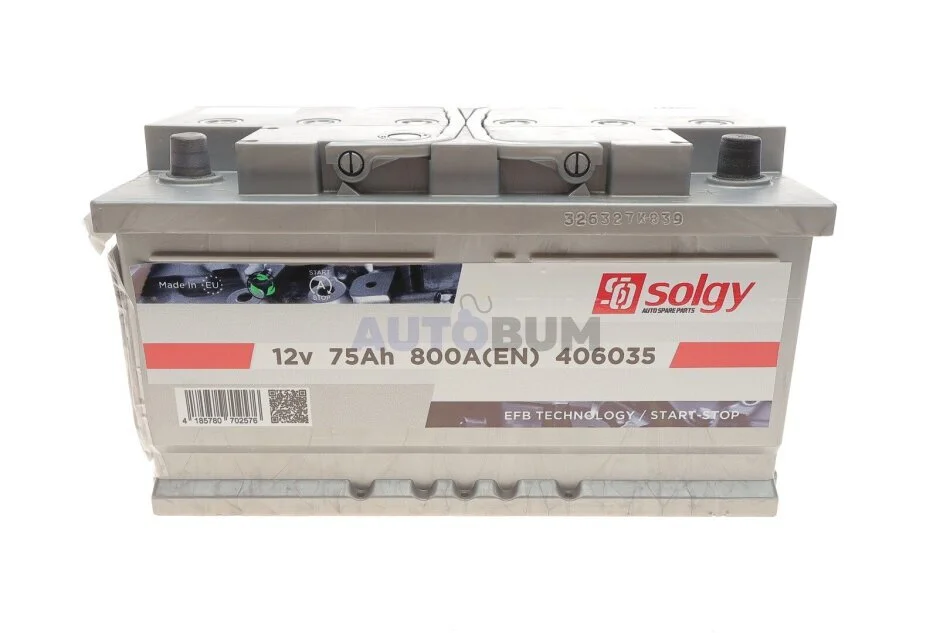 326327K839
Made in EU
START
A
STOP
solgy
AUTO SPARE PARTS
AUTOBUM
12v 75Ah 800A(EN) 406035
4 185780 702576
EFB TECHNOLOGY / START-STOP